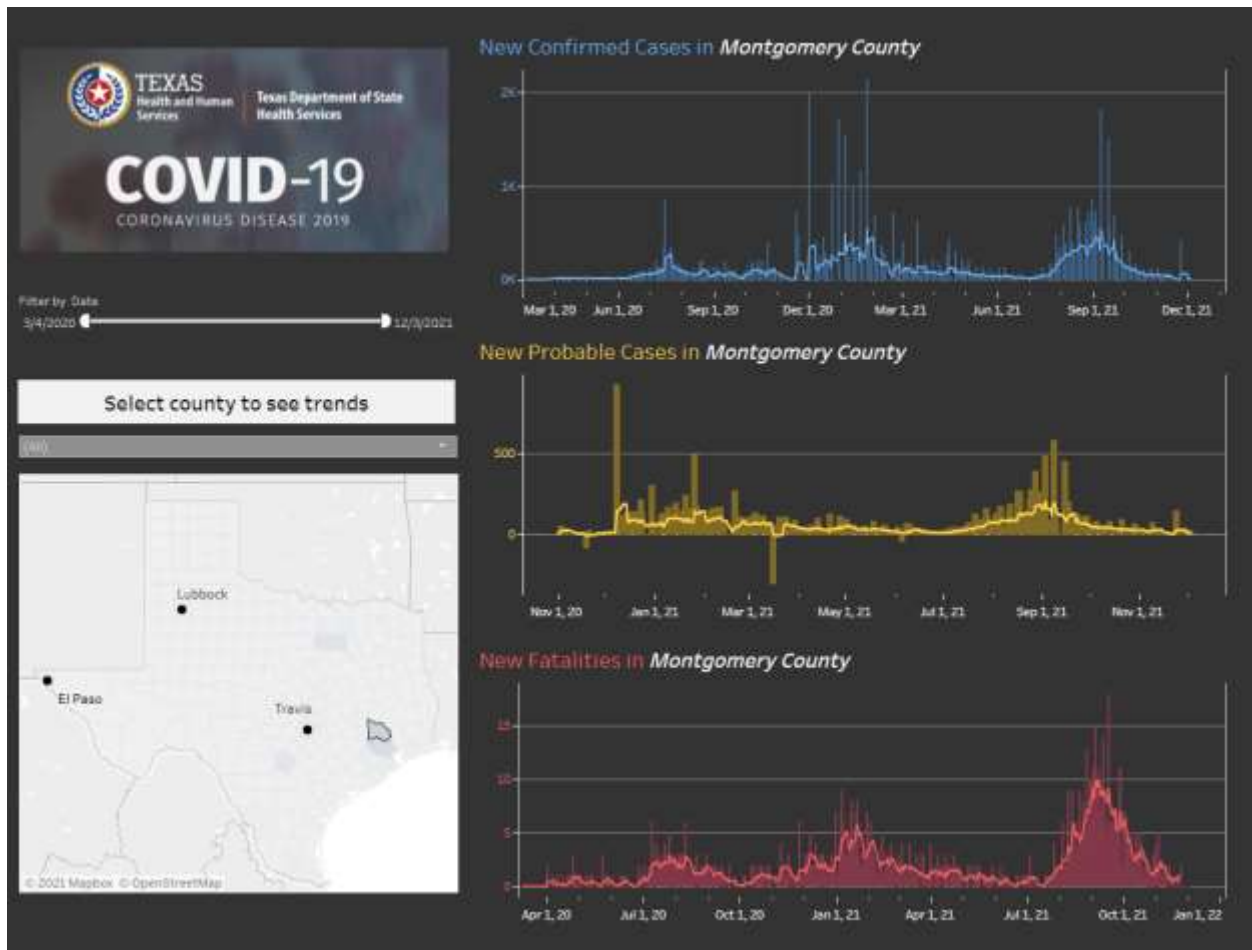 TEXAS
Health and Human
Services
Texas Department of State
Health Services
COVID-19
CORONAVIRUS DISEASE 2019
Filter by Date
3/4/2020
12/3/2021
Select county to see trends
(All)
Lubbock
El Paso
Travis
© 2021 Mapbox © OpenStreetMap
New Confirmed Cases in Montgomery County
2K
1K
0K
Mar 1, 20 Jun 1, 20 Sep 1, 20 Dec 1, 20 Mar 1, 21 Jun 1, 21 Sep 1, 21 Dec 1, 21
New Probable Cases in Montgomery County
500
0
Nov 1, 20 Jan 1, 21 Mar 1, 21 May 1, 21 Jul 1, 21 Sep 1, 21 Nov 1, 21
New Fatalities in Montgomery County
15
10
5
0
Apr 1, 20 Jul 1, 20 Oct 1, 20 Jan 1, 21 Apr 1, 21 Jul 1, 21 Oct 1, 21 Jan 1, 22